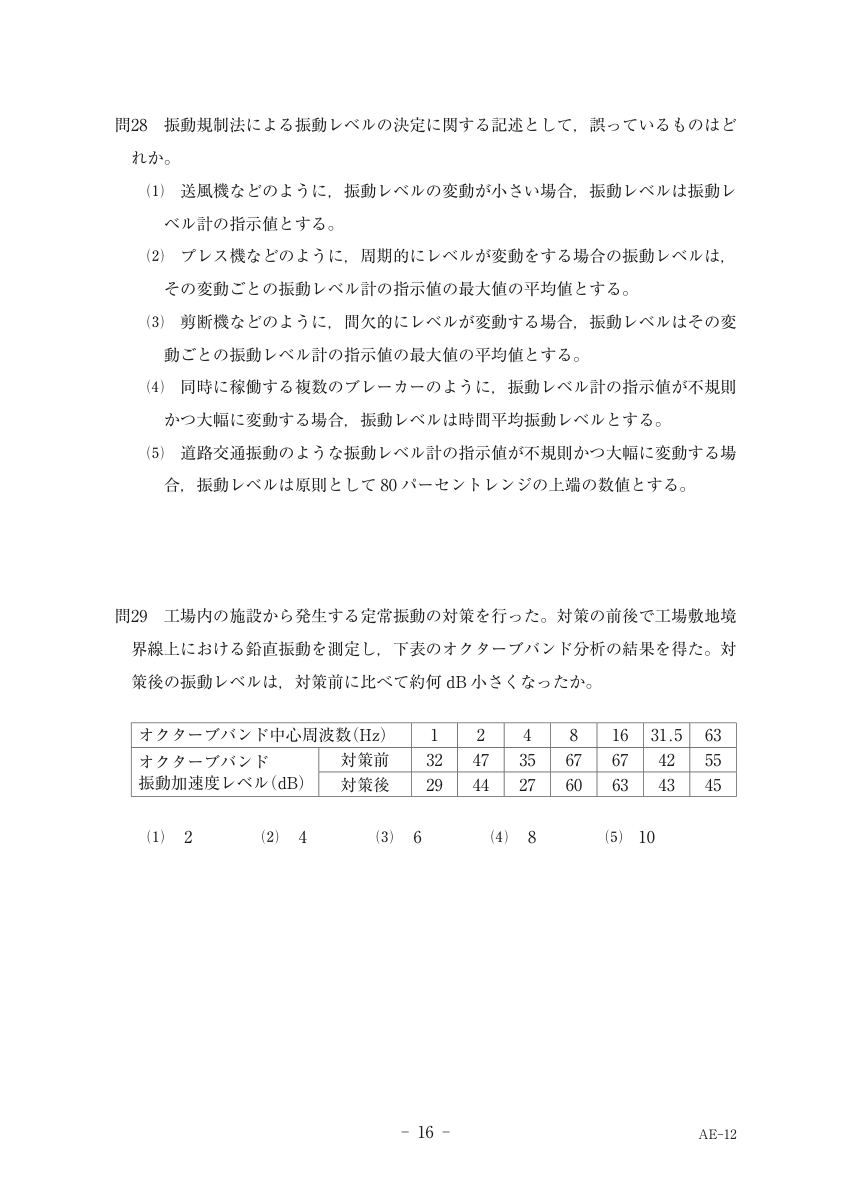 問28　振動規制法による振動レベルの決定に関する記述として，誤っているものはど
れか。
⑴　送風機などのように，振動レベルの変動が小さい場合，振動レベルは振動レ
ベル計の指示値とする。
⑵　プレス機などのように，周期的にレベルが変動をする場合の振動レベルは，
その変動ごとの振動レベル計の指示値の最大値の平均値とする。
⑶　剪断機などのように，間欠的にレベルが変動する場合，振動レベルはその変
動ごとの振動レベル計の指示値の最大値の平均値とする。
⑷　同時に稼働する複数のブレーカーのように，振動レベル計の指示値が不規則
かつ大幅に変動する場合，振動レベルは時間平均振動レベルとする。
⑸　道路交通振動のような振動レベル計の指示値が不規則かつ大幅に変動する場
合，振動レベルは原則として 80 パーセントレンジの上端の数値とする。
問29　工場内の施設から発生する定常振動の対策を行った。対策の前後で工場敷地境
界線上における鉛直振動を測定し，下表のオクターブバンド分析の結果を得た。対
策後の振動レベルは，対策前に比べて約何 dB 小さくなったか。
オクターブバンド中心周波数(Hz) 1 2 4 8 16 31.5 63
オクターブバンド 対策前 32 47 35 67 67 42 55
振動加速度レベル(dB) 対策後 29 44 27 60 63 43 45
⑴　2　⑵　4　⑶　6　⑷　8　⑸　10
－ 16 －
AE-12